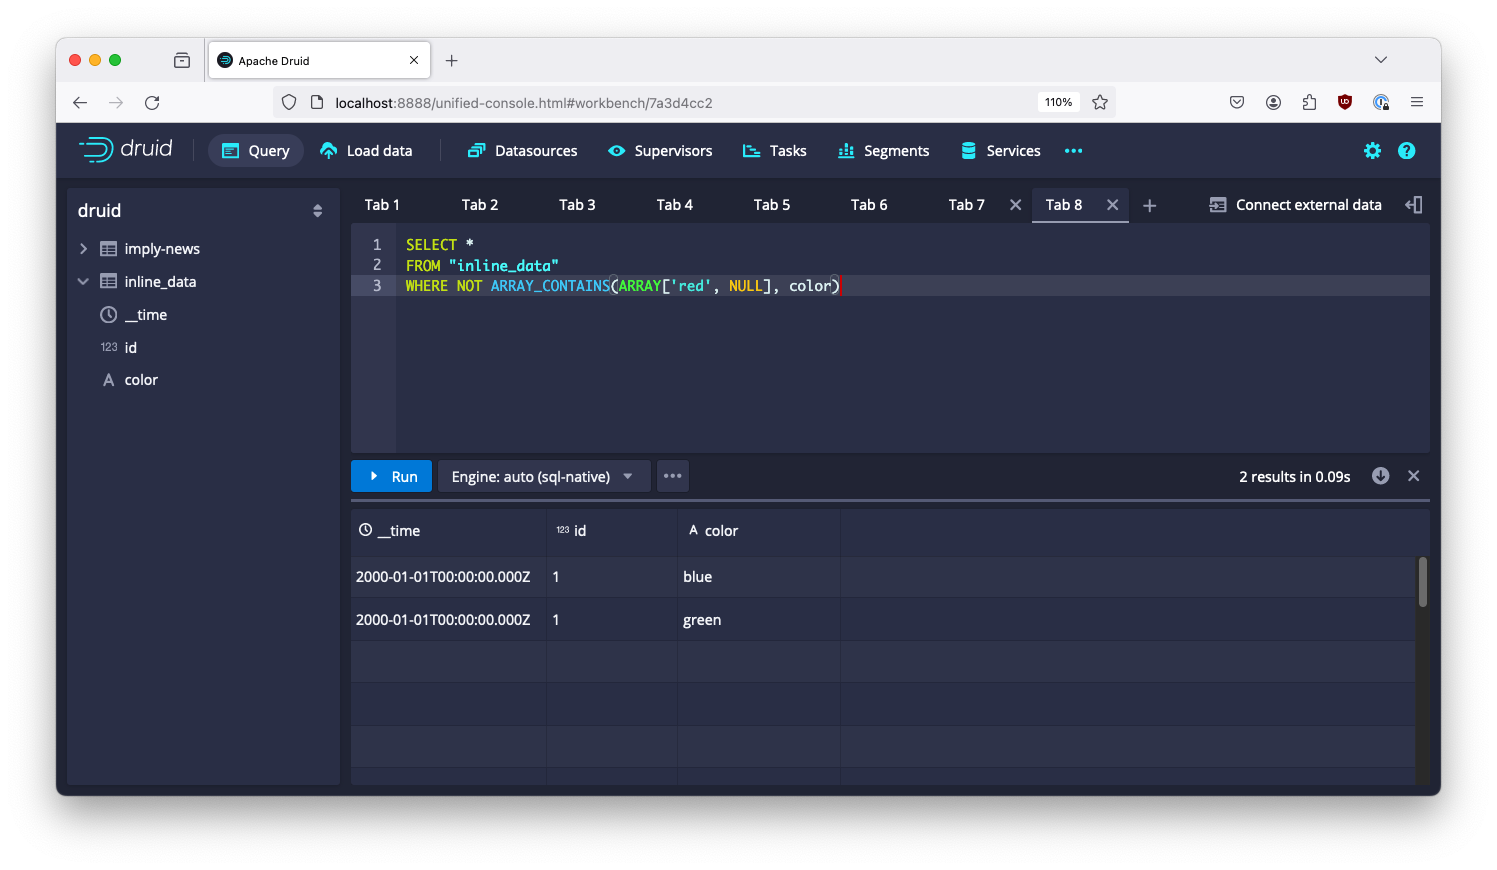 Apache Druid
localhost:8888/unified-console.html#workbench/7a3d4cc2
110%
druid
Query
Load data
Datasources
Supervisors
Tasks
Segments
Services
druid
imply-news
inline_data
__time
123 id
A color
Tab 1
Tab 2
Tab 3
Tab 4
Tab 5
Tab 6
Tab 7
Tab 8
Connect external data
1 SELECT *
2 FROM "inline_data"
3 WHERE NOT ARRAY_CONTAINS(ARRAY['red', NULL], color)
Run
Engine: auto (sql-native)
2 results in 0.09s
__time 123 id A color
2000-01-01T00:00:00.000Z 1 blue
2000-01-01T00:00:00.000Z 1 green